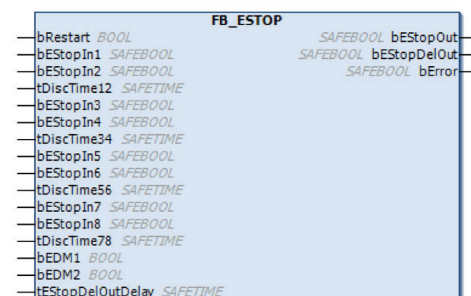 FB_ESTOP
bRestart BOOL SAFEBOOL bEStopOut
bEStopIn1 SAFEBOOL SAFEBOOL bEStopDelOut
bEStopIn2 SAFEBOOL SAFEBOOL bError
tDiscTime12 SAFETIME
bEStopIn3 SAFEBOOL
bEStopIn4 SAFEBOOL
tDiscTime34 SAFETIME
bEStopIn5 SAFEBOOL
bEStopIn6 SAFEBOOL
tDiscTime56 SAFETIME
bEStopIn7 SAFEBOOL
bEStopIn8 SAFEBOOL
tDiscTime78 SAFETIME
bEDM1 BOOL
bEDM2 BOOL
tEStopDelOutDelay SAFETIME